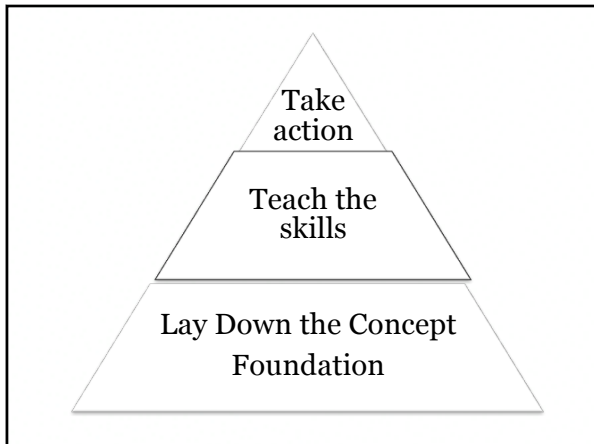 Take
action
Teach the
skills
Lay Down the Concept
Foundation